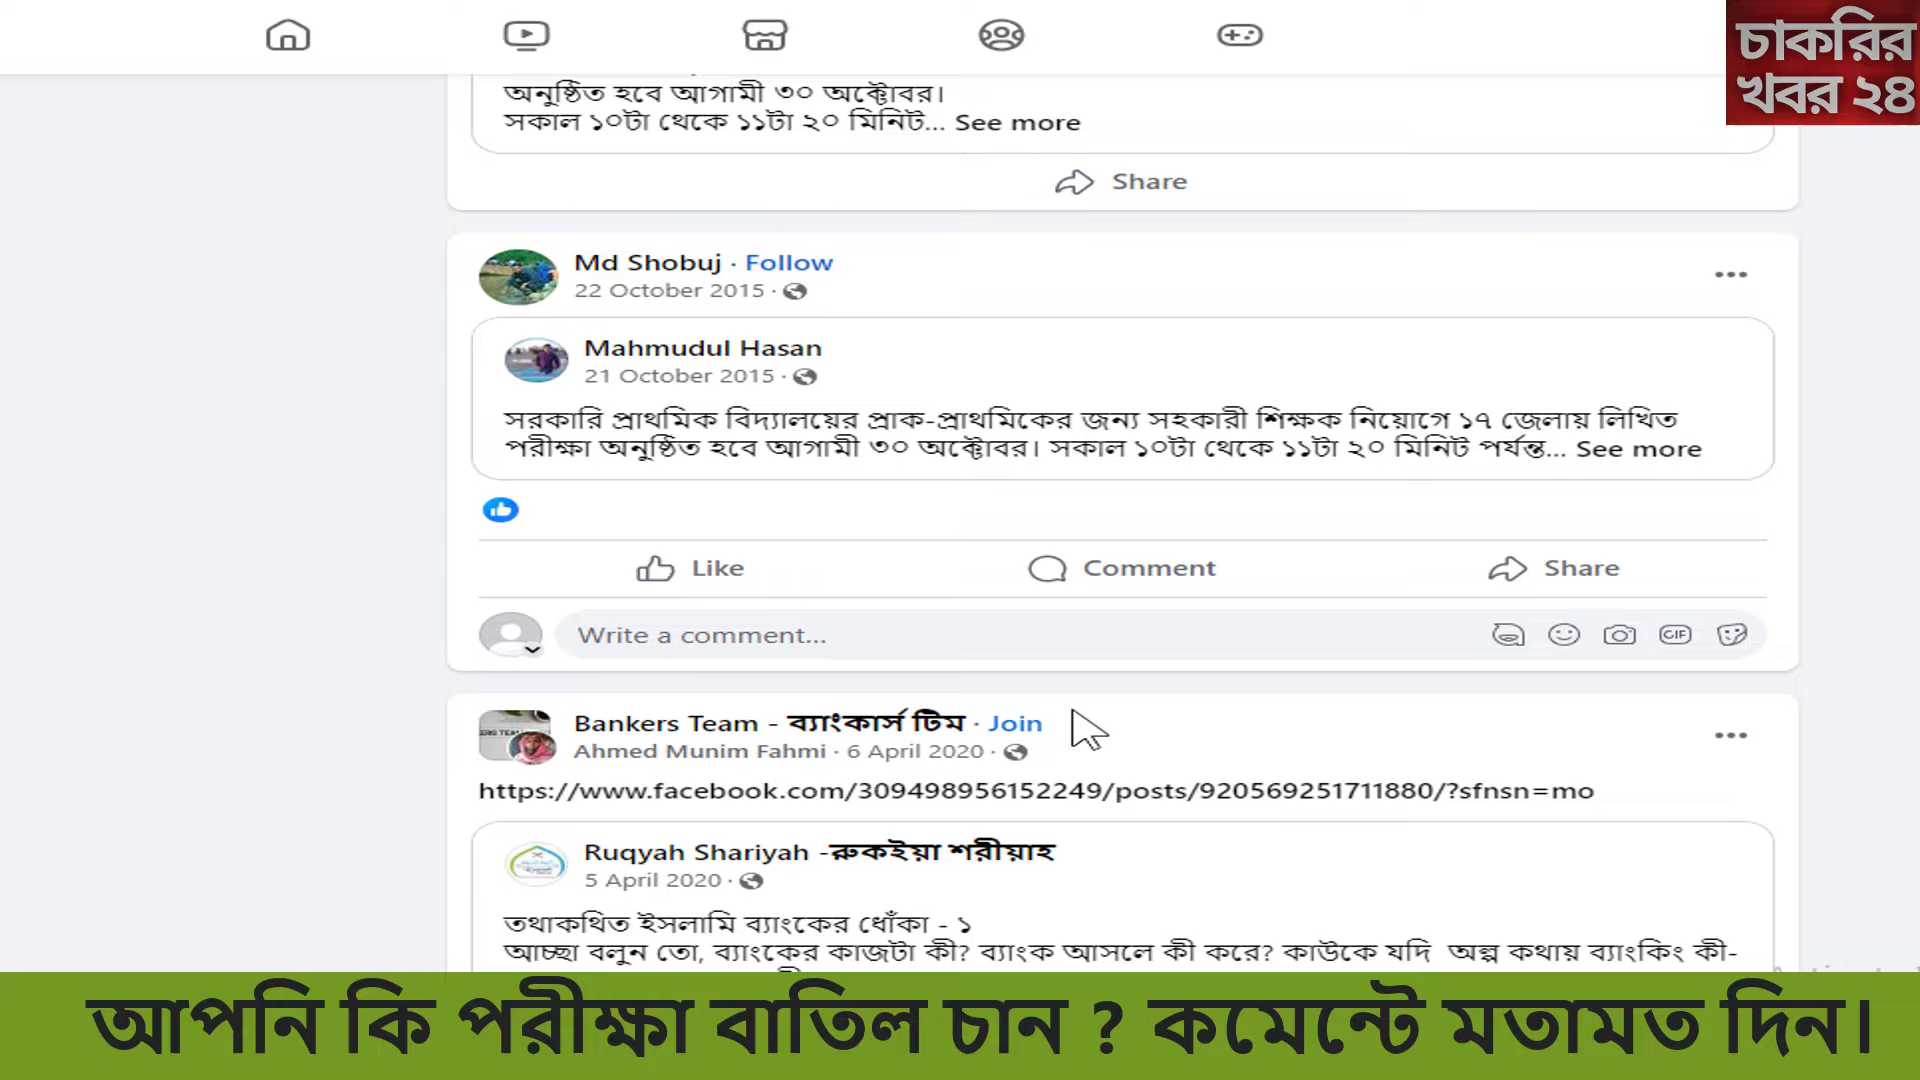 চাকরির
খবর ২৪
অনুষ্ঠিত হবে আগামী ৩০ অক্টোবর।
সকাল ১০টা থেকে ১১টা ২০ মিনিট... See more
Share
Md Shobuj · Follow
22 October 2015 ·
Mahmudul Hasan
21 October 2015 ·
সরকারি প্রাথমিক বিদ্যালয়ের প্রাক-প্রাথমিকের জন্য সহকারী শিক্ষক নিয়োগে ১৭ জেলায় লিখিত
পরীক্ষা অনুষ্ঠিত হবে আগামী ৩০ অক্টোবর। সকাল ১০টা থেকে ১১টা ২০ মিনিট পর্যন্ত... See more
Like Comment Share
Write a comment...
GIF
Bankers Team - ব্যাংকার্স টিম · Join
Ahmed Munim Fahmi · 6 April 2020 ·
https://www.facebook.com/309498956152249/posts/920569251711880/?sfnsn=mo
Ruqyah Shariyah -রুকইয়া শরীয়াহ
5 April 2020 ·
তথাকথিত ইসলামি ব্যাংকের ধোঁকা - ১
আচ্ছা বলুন তো, ব্যাংকের কাজটা কী? ব্যাংক আসলে কী করে? কাউকে যদি অল্প কথায় ব্যাংকিং কী-
আপনি কি পরীক্ষা বাতিল চান ? কমেন্টে মতামত দিন।